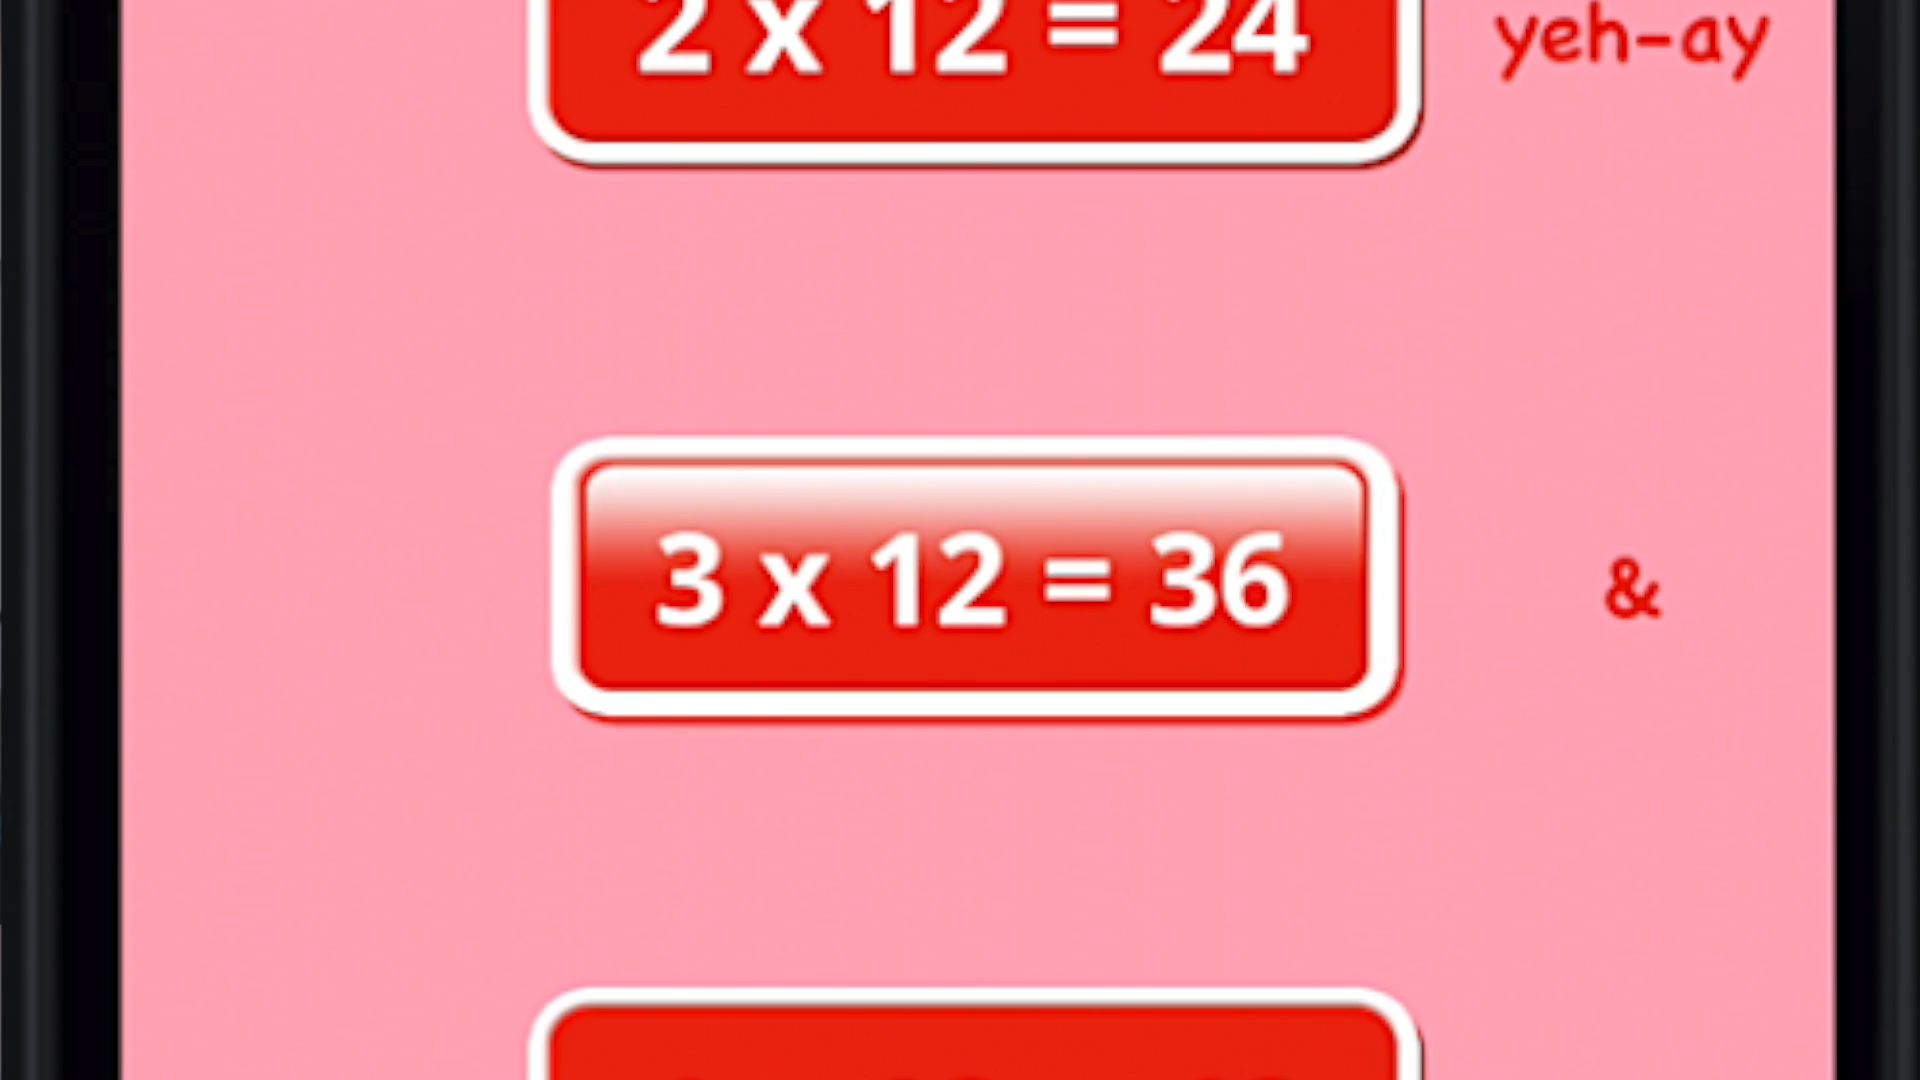 2 x 12 = 24 yeh-ay
3 x 12 = 36 &